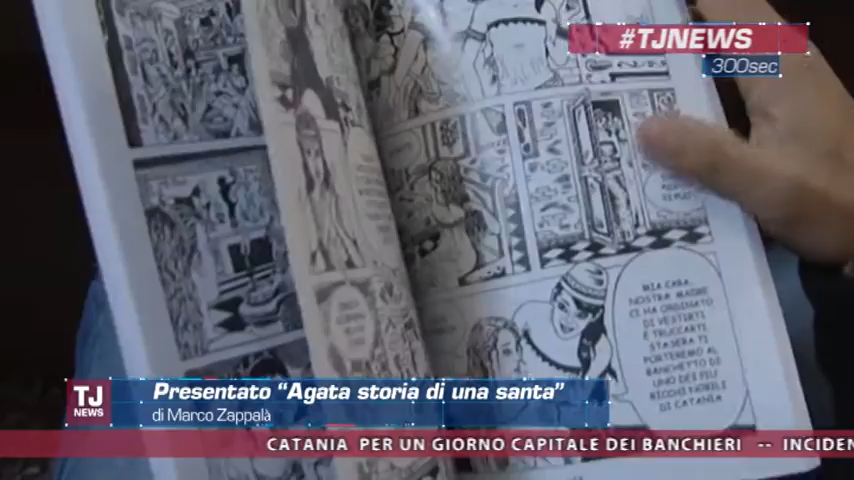 #TJNEWS
300sec
MIA CARA...
NOSTRA MADRE
CI HA ORDINATO
DI VESTIRTI
E TRUCCARTI.
STASERA TI
PORTEREMO AL
BANCHETTO DI
UNO DEI PIÙ
RICCHI NOBILI
DI CATANIA
TJ
NEWS
Presentato “Agata storia di una santa”
di Marco Zappalà
CATANIA PER UN GIORNO CAPITALE DEI BANCHIERI -- INCIDEN